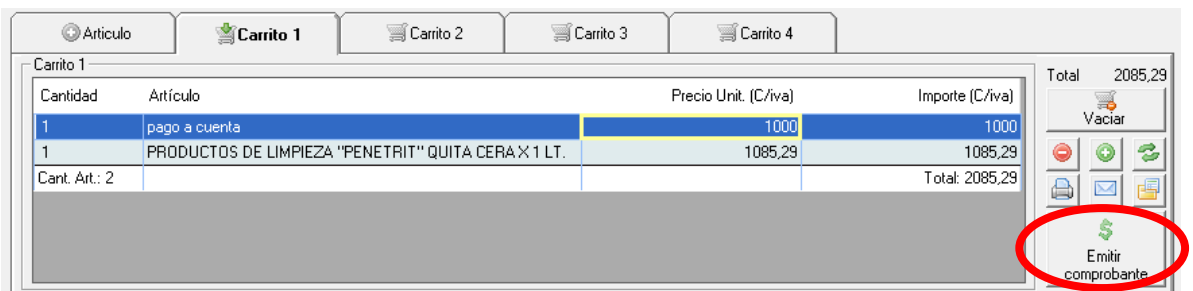 Articulo Carrito 1 Carrito 2 Carrito 3 Carrito 4
Carrito 1
Total 2085,29
Cantidad Artículo Precio Unit. (C/iva) Importe (C/iva)
Vaciar
1 pago a cuenta 1000 1000
1 PRODUCTOS DE LIMPIEZA "PENETRIT" QUITA CERA X 1 LT. 1085,29 1085,29
Cant. Art.: 2 Total: 2085,29
Emitir
comprobante